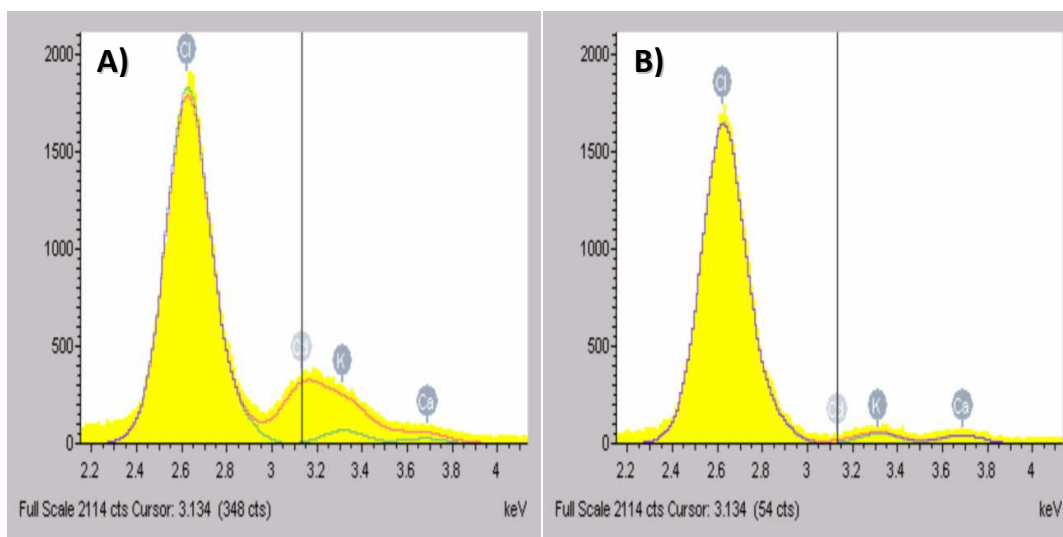 A)
Cl
Cd
K
Ca
2000
1500
1000
500
0
2.2 2.4 2.6 2.8 3 3.2 3.4 3.6 3.8 4
Full Scale 2114 cts Cursor: 3.134 (348 cts) keV
B)
Cl
Cd
K
Ca
2000
1500
1000
500
0
2.2 2.4 2.6 2.8 3 3.2 3.4 3.6 3.8 4
Full Scale 2114 cts Cursor: 3.134 (54 cts) keV